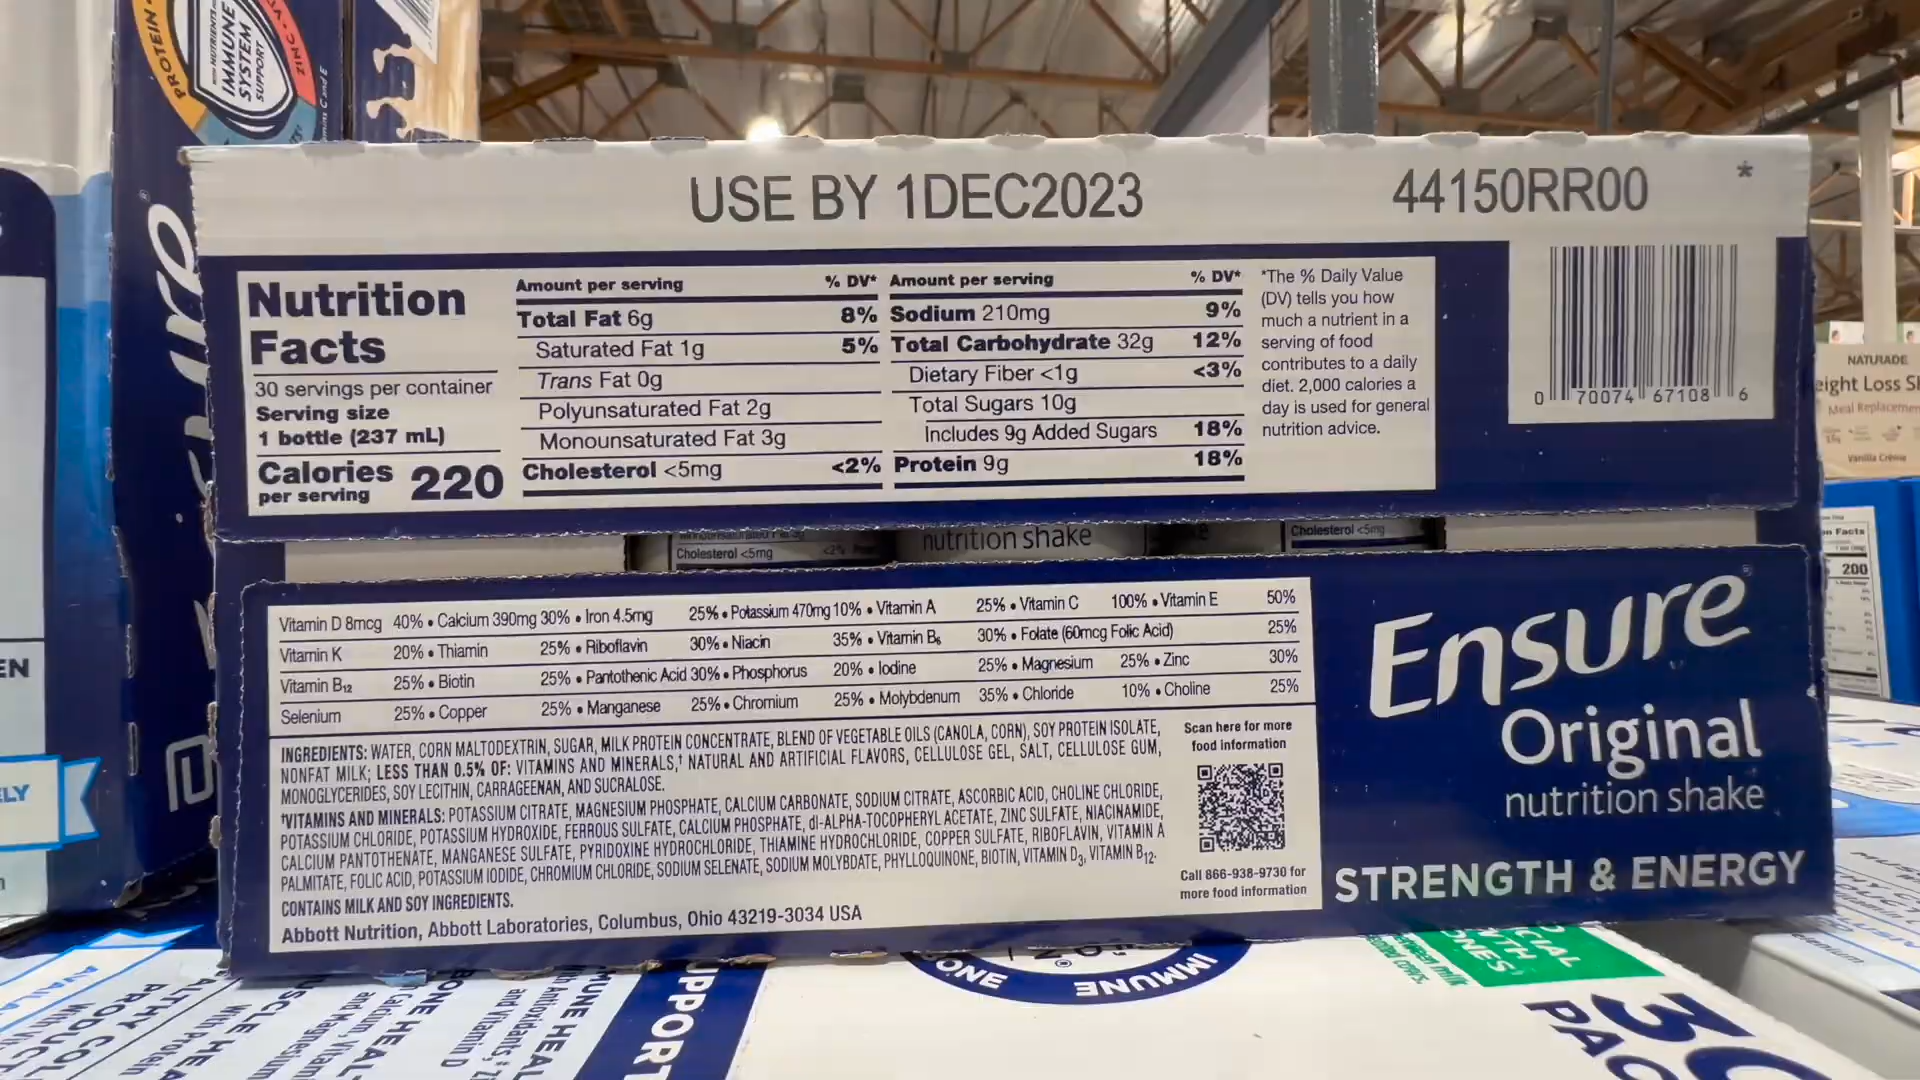 PROTEIN
IMMUNE
SYSTEM
SUPPORT
ZINC
USE BY 1DEC2023
44150RR00
*
Nutrition
Facts
30 servings per container
Serving size
1 bottle (237 mL)
Calories
per serving
220
Amount per serving % DV*
Total Fat 6g 8%
Saturated Fat 1g 5%
Trans Fat 0g
Polyunsaturated Fat 2g
Monounsaturated Fat 3g
Cholesterol <5mg <2%
Amount per serving % DV*
Sodium 210mg 9%
Total Carbohydrate 32g 12%
Dietary Fiber <1g <3%
Total Sugars 10g
Includes 9g Added Sugars 18%
Protein 9g 18%
*The % Daily Value
(DV) tells you how
much a nutrient in a
serving of food
contributes to a daily
diet. 2,000 calories a
day is used for general
nutrition advice.
0 70074 67108 6
NATURADE
eight Loss
Meal Replacement
Vanilla Crème
Cholesterol <5mg <2%
nutrition shake
Cholesterol <5mg
200
Vitamin D 8mcg 40% • Calcium 390mg 30% • Iron 4.5mg 25% • Potassium 470mg 10% • Vitamin A 25% • Vitamin C 100% • Vitamin E 50%
Vitamin K 20% • Thiamin 25% • Riboflavin 30% • Niacin 35% • Vitamin B6 30% • Folate (60mcg Folic Acid) 25%
Vitamin B12 25% • Biotin 25% • Pantothenic Acid 30% • Phosphorus 20% • Iodine 25% • Magnesium 25% • Zinc 30%
Selenium 25% • Copper 25% • Manganese 25% • Chromium 25% • Molybdenum 35% • Chloride 10% • Choline 25%
INGREDIENTS: WATER, CORN MALTODEXTRIN, SUGAR, MILK PROTEIN CONCENTRATE, BLEND OF VEGETABLE OILS (CANOLA, CORN), SOY PROTEIN ISOLATE,
NONFAT MILK; LESS THAN 0.5% OF: VITAMINS AND MINERALS,† NATURAL AND ARTIFICIAL FLAVORS, CELLULOSE GEL, SALT, CELLULOSE GUM,
MONOGLYCERIDES, SOY LECITHIN, CARRAGEENAN, AND SUCRALOSE.
†VITAMINS AND MINERALS: POTASSIUM CITRATE, MAGNESIUM PHOSPHATE, CALCIUM CARBONATE, SODIUM CITRATE, ASCORBIC ACID, CHOLINE CHLORIDE,
POTASSIUM CHLORIDE, POTASSIUM HYDROXIDE, FERROUS SULFATE, CALCIUM PHOSPHATE, dl-ALPHA-TOCOPHERYL ACETATE, ZINC SULFATE, NIACINAMIDE,
CALCIUM PANTOTHENATE, MANGANESE SULFATE, PYRIDOXINE HYDROCHLORIDE, THIAMINE HYDROCHLORIDE, COPPER SULFATE, RIBOFLAVIN, VITAMIN A
PALMITATE, FOLIC ACID, POTASSIUM IODIDE, CHROMIUM CHLORIDE, SODIUM SELENATE, SODIUM MOLYBDATE, PHYLLOQUINONE, BIOTIN, VITAMIN D3, VITAMIN B12.
CONTAINS MILK AND SOY INGREDIENTS.
Abbott Nutrition, Abbott Laboratories, Columbus, Ohio 43219-3034 USA
Scan here for more
food information
Call 866-938-9730 for
more food information
Ensure
Original
nutrition shake
STRENGTH & ENERGY
IMMUNE